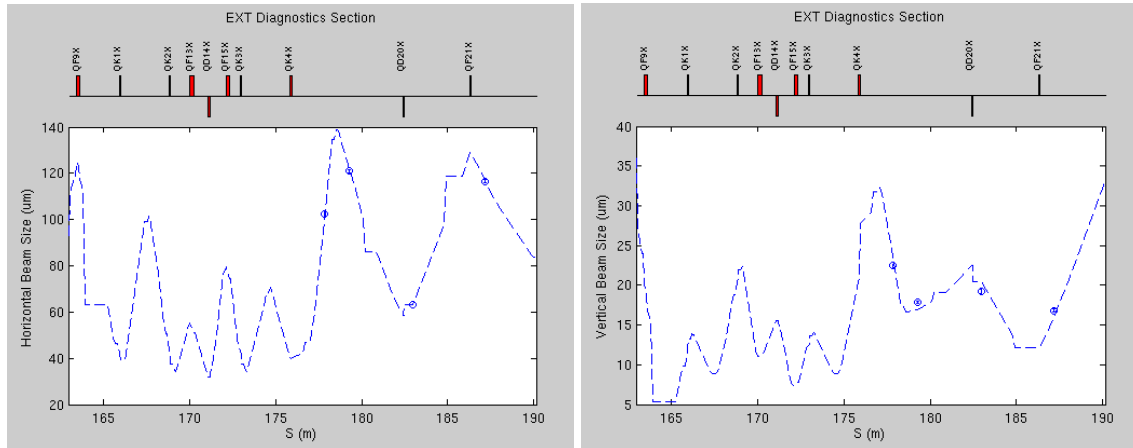 EXT Diagnostics Section
QF9X QK1X QK2X QF13X QD14X QF15X QK3X QK4X QD20X QF21X
140
120
100
80
60
40
20
Horizontal Beam Size (um)
165 170 175 180 185 190
S (m)
EXT Diagnostics Section
QF9X QK1X QK2X QF13X QD14X QF15X QK3X QK4X QD20X QF21X
40
35
30
25
20
15
10
5
Vertical Beam Size (um)
165 170 175 180 185 190
S (m)